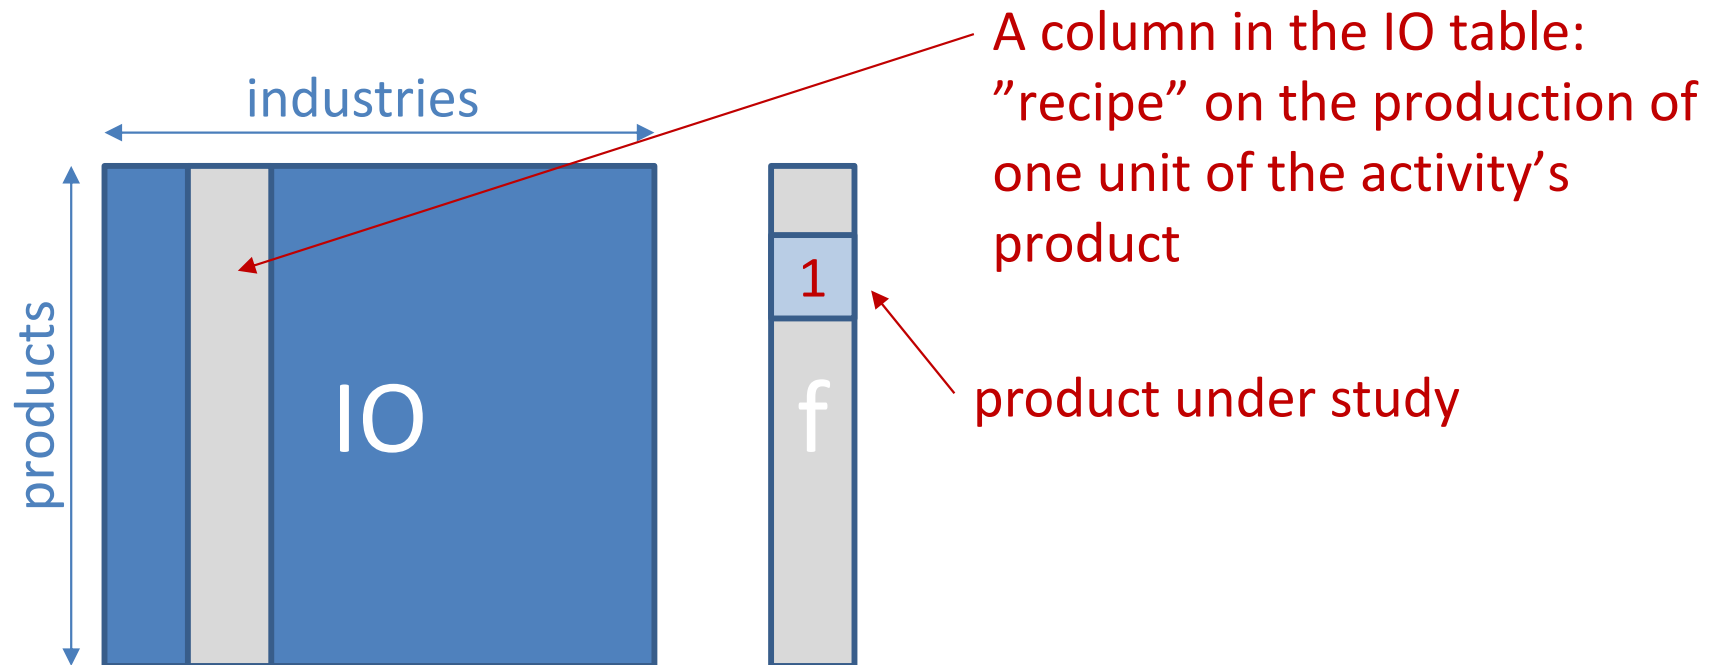 A column in the IO table:
”recipe” on the production of
one unit of the activity’s
product
industries
products
IO
1
f
product under study